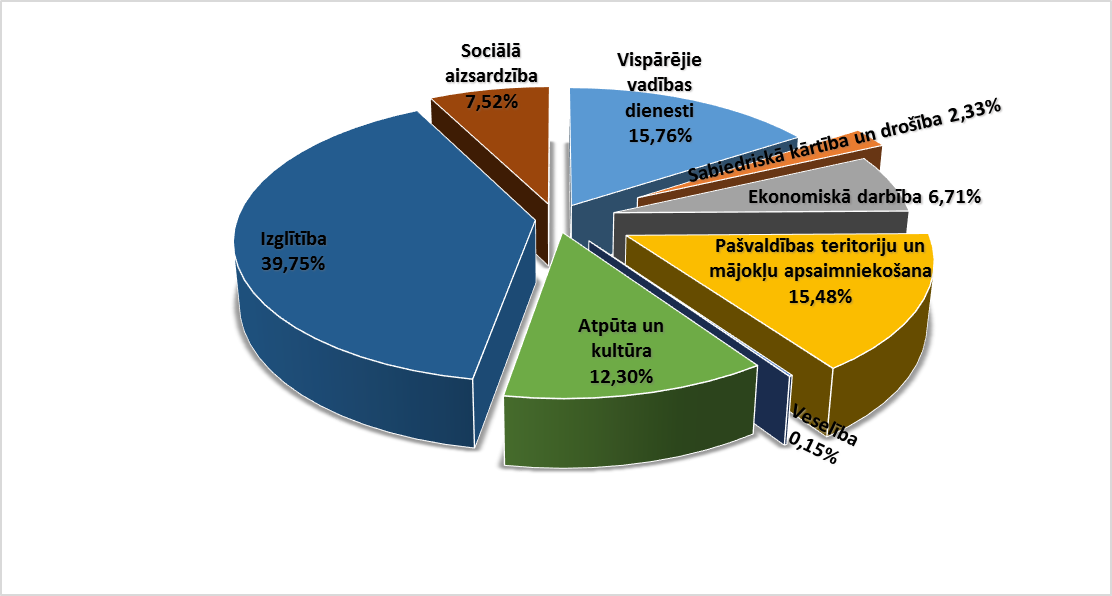 Sociālā
aizsardzība
7,52%
Vispārējie
vadības
dienesti
15,76%
Sabiedriskā kārtība un drošība 2,33%
Ekonomiskā darbība 6,71%
Pašvaldības teritoriju un
mājokļu apsaimniekošana
15,48%
Izglītība
39,75%
Atpūta un
kultūra
12,30%
Veselība
0,15%